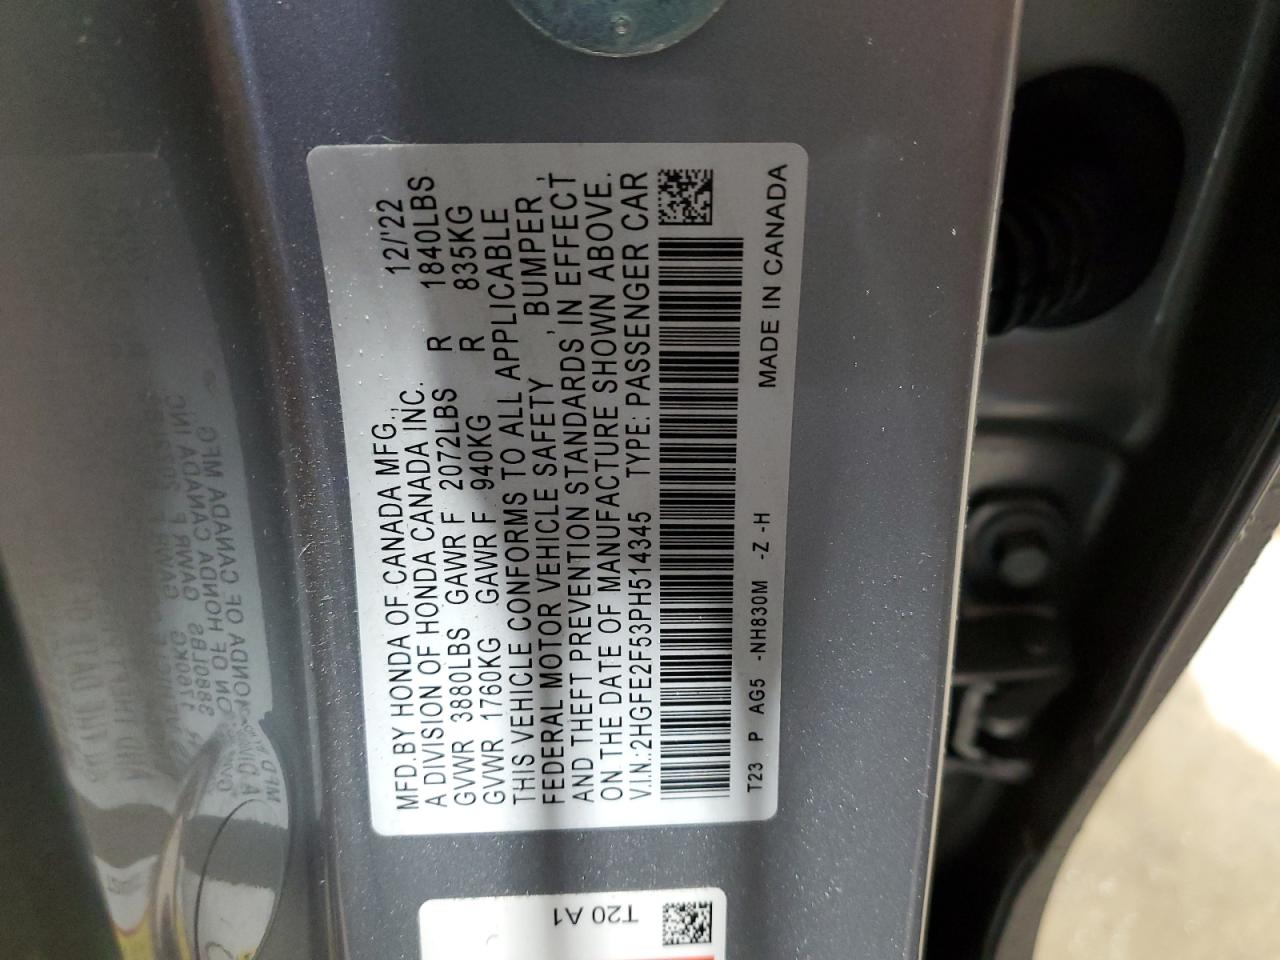 MFD.BY HONDA OF CANADA MFG., 12/'22
A DIVISION OF HONDA CANADA INC.
GVWR 3880LBS GAWR F 2072LBS R 1840LBS
GVWR 1760KG GAWR F 940KG R 835KG
THIS VEHICLE CONFORMS TO ALL APPLICABLE
FEDERAL MOTOR VEHICLE SAFETY , BUMPER ,
AND THEFT PREVENTION STANDARDS IN EFFECT
ON THE DATE OF MANUFACTURE SHOWN ABOVE.
V.I.N.:2HGFE2F53PH514345 TYPE: PASSENGER CAR
T23 P AG5 -NH830M -Z -H MADE IN CANADA
T20 A1